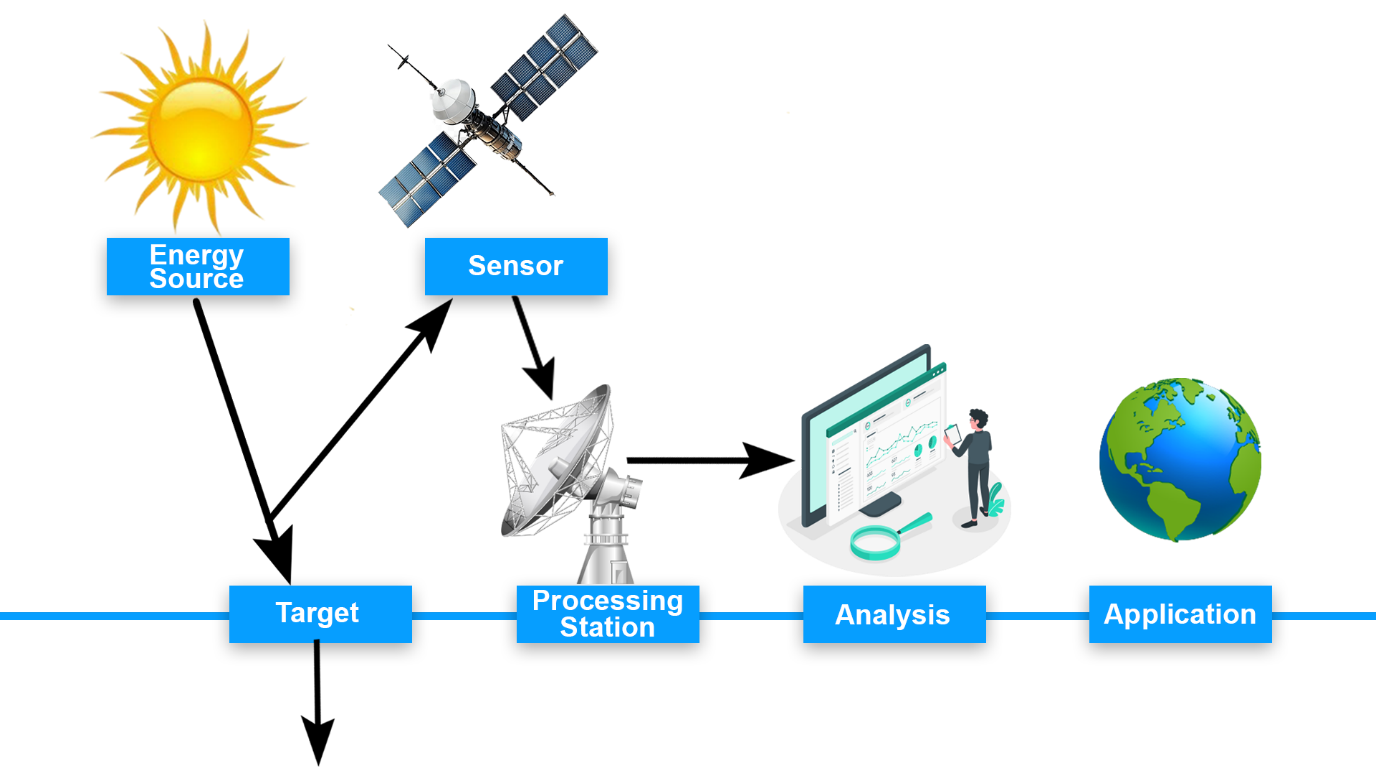 Energy
Source
Sensor
Target
Processing
Station
Analysis
Application